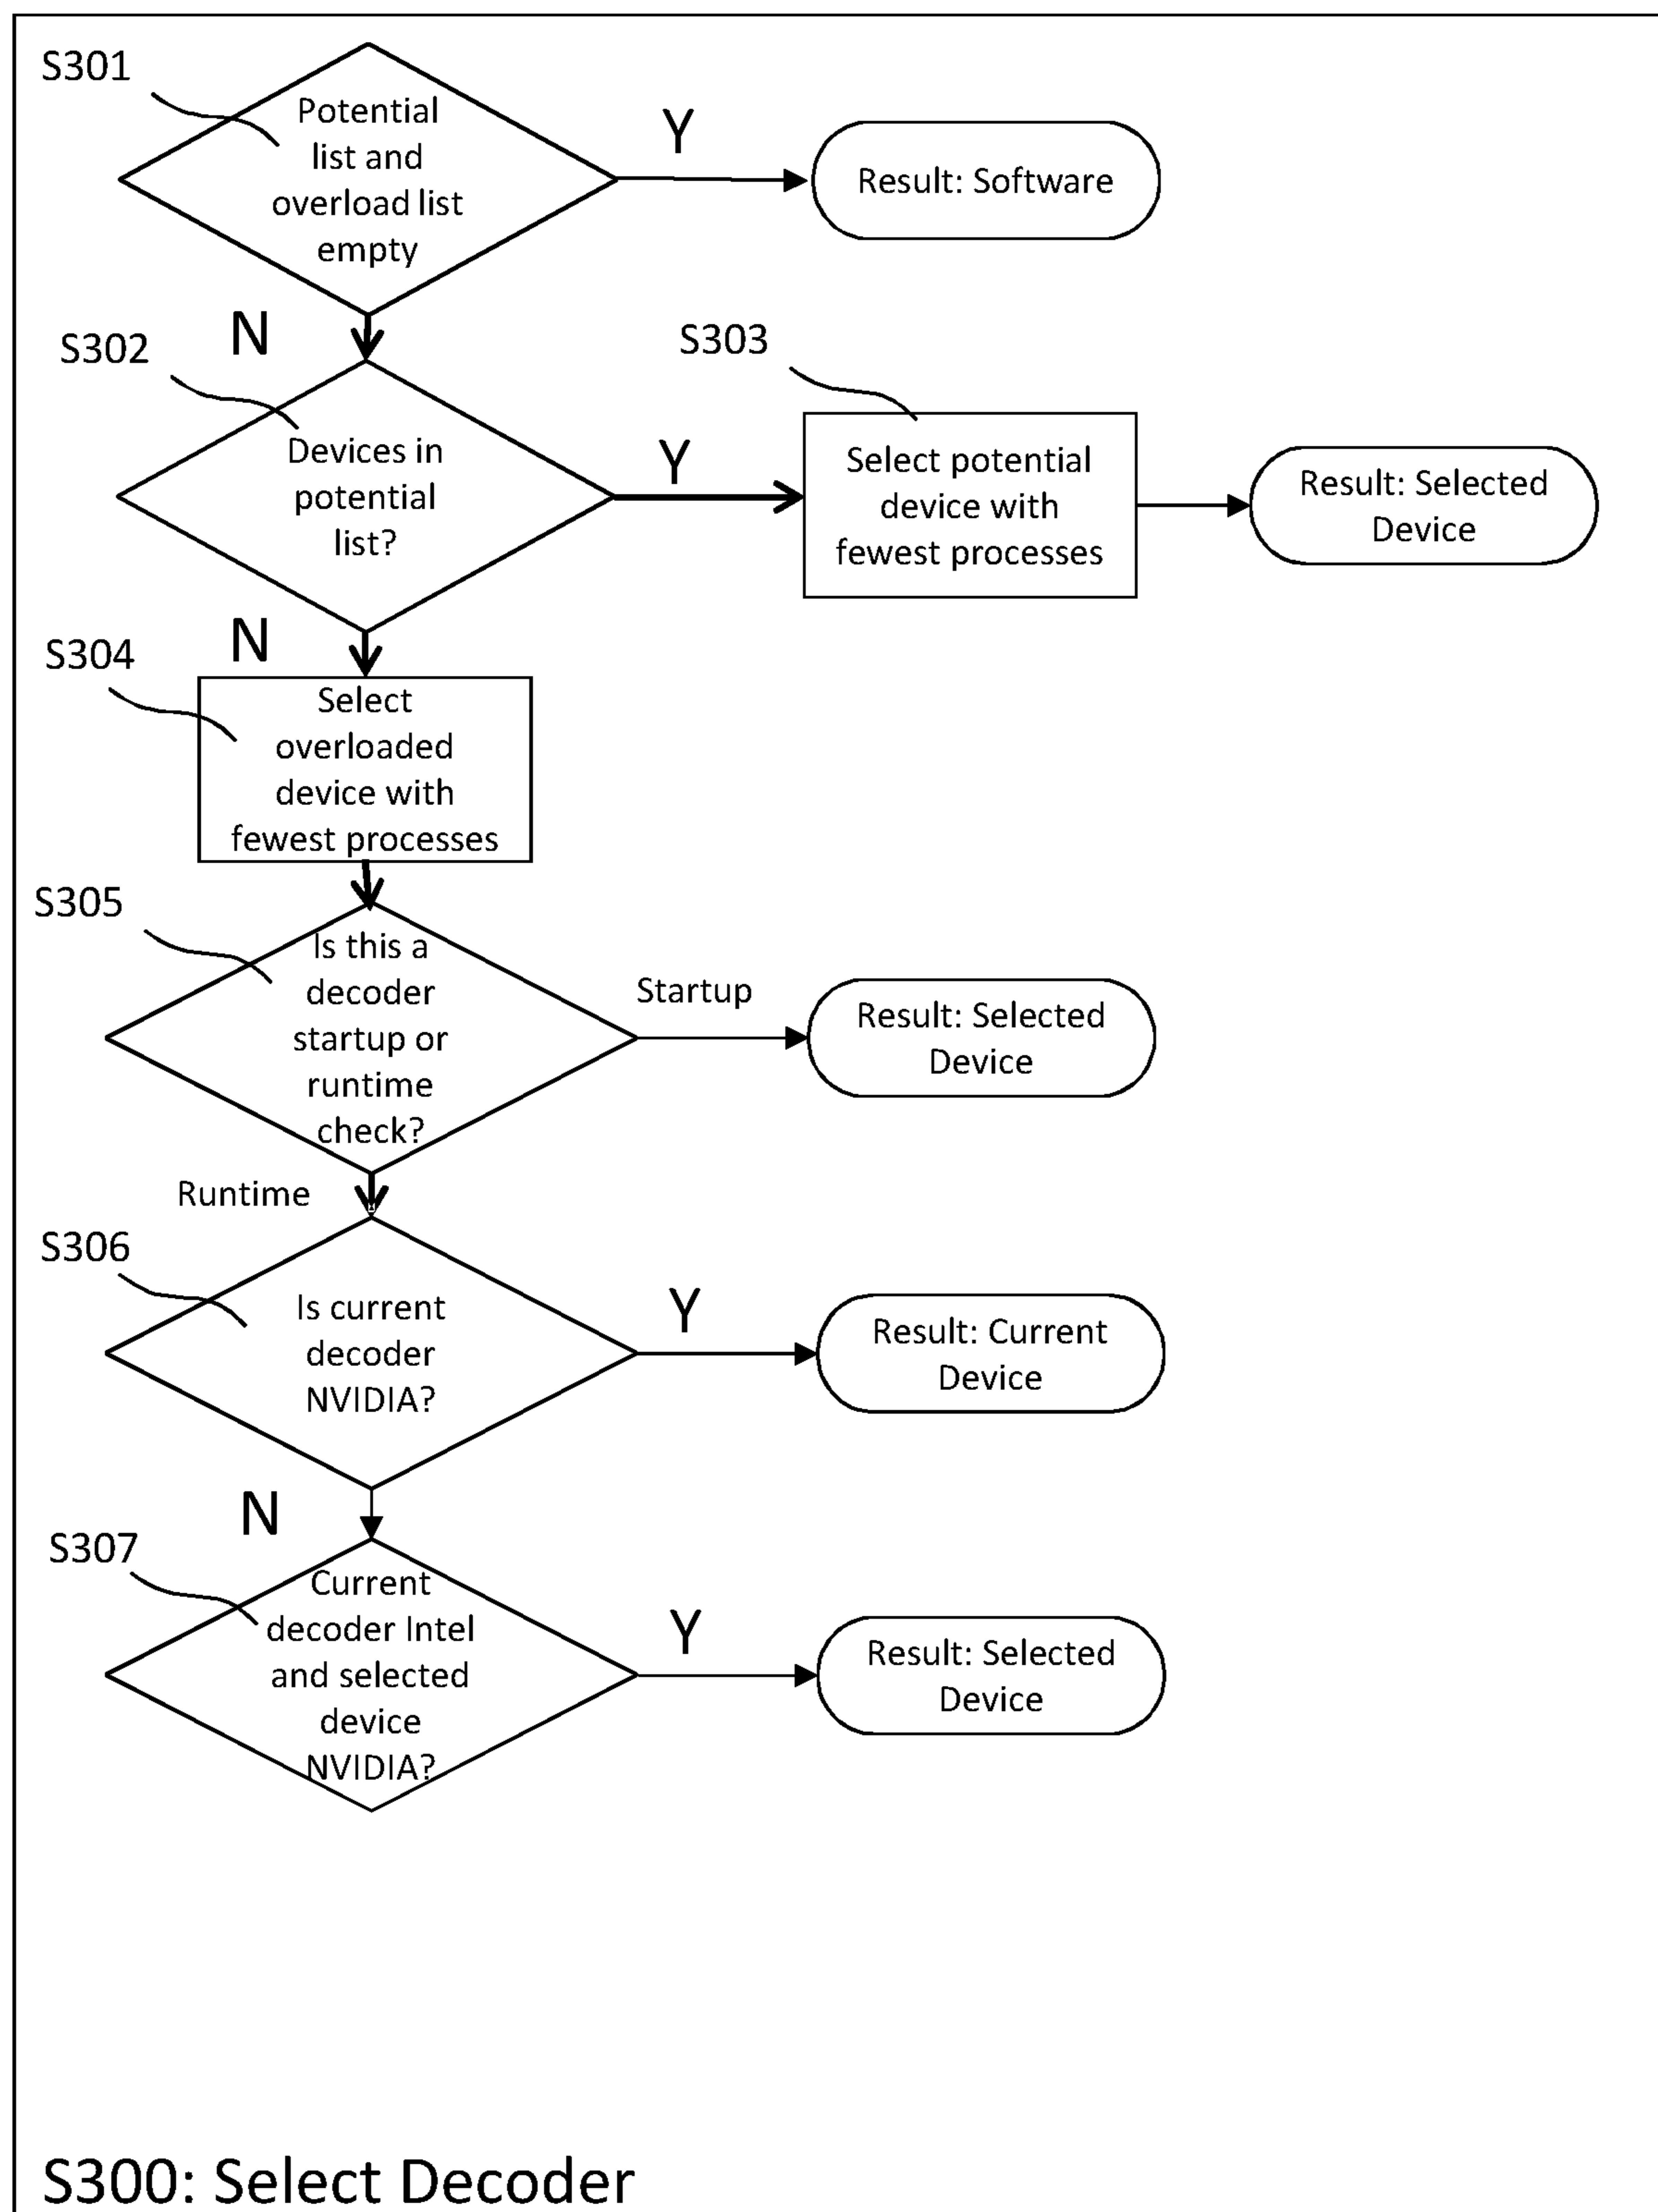 S301
Potential
list and
overload list
empty
Y
Result: Software
N
S302
Devices in
potential
list?
Y
S303
Select potential
device with
fewest processes
Result: Selected
Device
N
S304
Select
overloaded
device with
fewest processes
S305
Is this a
decoder
startup or
runtime
check?
Startup
Result: Selected
Device
Runtime
S306
Is current
decoder
NVIDIA?
Y
Result: Current
Device
N
S307
Current
decoder Intel
and selected
device
NVIDIA?
Y
Result: Selected
Device
S300: Select Decoder